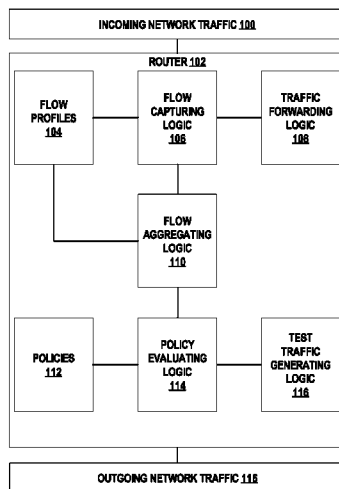 INCOMING NETWORK TRAFFIC 100
ROUTER 102
FLOW
PROFILES
104
FLOW
CAPTURING
LOGIC
106
TRAFFIC
FORWARDING
LOGIC
108
FLOW
AGGREGATING
LOGIC
110
POLICIES
112
POLICY
EVALUATING
LOGIC
114
TEST
TRAFFIC
GENERATING
LOGIC
116
OUTGOING NETWORK TRAFFIC 118